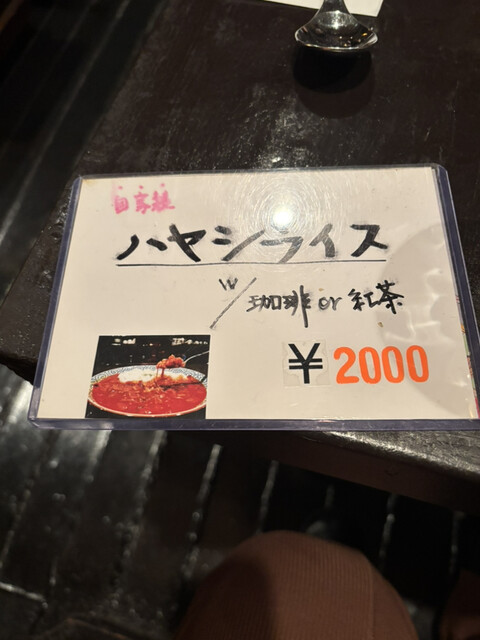 自家製
ハヤシライス
w/珈琲 or 紅茶
¥2000